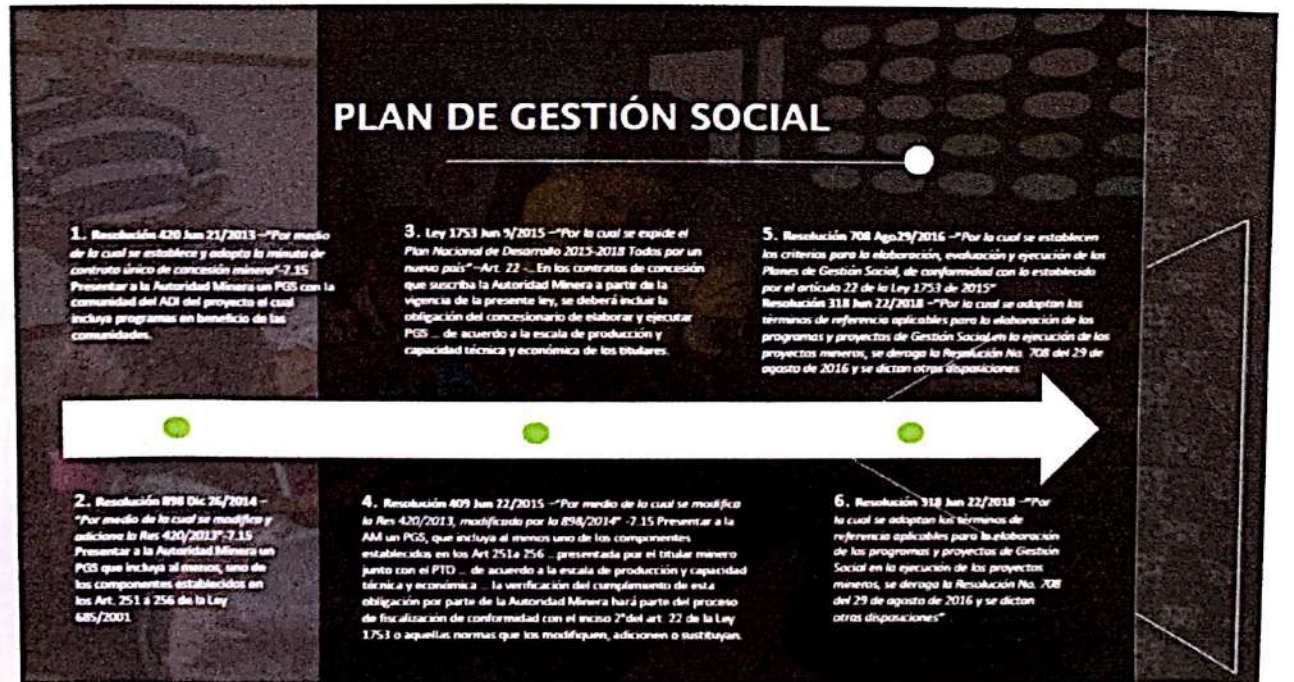 PLAN DE GESTIÓN SOCIAL
1. Resolución 420 Jun 21/2013 –"Por medio
de la cual se establece y adopta la minuta de
contrato único de concesión minera"-7.15
Presentar a la Autoridad Minera un PGS con la
comunidad del ADI del proyecto el cual
incluya programas en beneficio de las
comunidades.
3. Ley 1753 Jun 9/2015 –"Por la cual se expide el
Plan Nacional de Desarrollo 2015-2018 Todos por un
nuevo país" –Art. 22 -... En los contratos de concesión
que suscriba la Autoridad Minera a partir de la
vigencia de la presente ley, se deberá incluir la
obligación del concesionario de elaborar y ejecutar
PGS ... de acuerdo a la escala de producción y
capacidad técnica y económica de los titulares.
5. Resolución 708 Ago29/2016 –"Por la cual se establecen
los criterios para la elaboración, evaluación y ejecución de los
Planes de Gestión Social, de conformidad con lo establecido
por el artículo 22 de la Ley 1753 de 2015"
Resolución 318 Jun 22/2018 –"Por la cual se adoptan los
términos de referencia aplicables para la elaboración de los
programas y proyectos de Gestión Social en la ejecución de los
proyectos mineros, se deroga la Resolución No. 708 del 29 de
agosto de 2016 y se dictan otras disposiciones
2. Resolución 898 Dic 26/2014 –
"Por medio de la cual se modifica y
adiciona la Res 420/2013"-7.15
Presentar a la Autoridad Minera un
PGS que incluya al menos, uno de
los componentes establecidos en
los Art. 251 a 256 de la Ley
685/2001
4. Resolución 409 Jun 22/2015 –"Por medio de la cual se modifica
la Res 420/2013, modificada por la 898/2014" -7.15 Presentar a la
AM un PGS, que incluya al menos uno de los componentes
establecidos en los Art 251a 256 ... presentada por el titular minero
junto con el PTO ... de acuerdo a la escala de producción y capacidad
técnica y económica ... la verificación del cumplimiento de esta
obligación por parte de la Autoridad Minera hará parte del proceso
de fiscalización de conformidad con el inciso 2°del art. 22 de la Ley
1753 o aquellas normas que los modifiquen, adicionen o sustituyan.
6. Resolución 318 Jun 22/2018 –"Por
la cual se adoptan los términos de
referencia aplicables para la elaboración
de los programas y proyectos de Gestión
Social en la ejecución de los proyectos
mineros, se deroga la Resolución No. 708
del 29 de agosto de 2016 y se dictan
otras disposiciones"